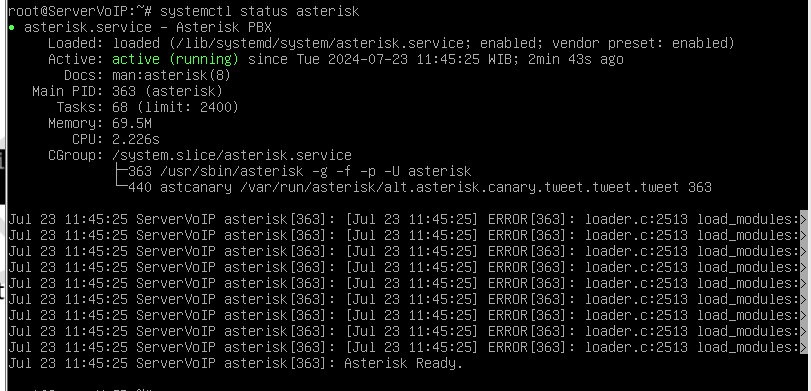 root@ServerVoIP:~# systemctl status asterisk
● asterisk.service - Asterisk PBX
     Loaded: loaded (/lib/systemd/system/asterisk.service; enabled; vendor preset: enabled)
     Active: active (running) since Tue 2024-07-23 11:45:25 WIB; 2min 43s ago
       Docs: man:asterisk(8)
   Main PID: 363 (asterisk)
      Tasks: 68 (limit: 2400)
     Memory: 69.5M
        CPU: 2.226s
     CGroup: /system.slice/asterisk.service
             ├─363 /usr/sbin/asterisk -g -f -p -U asterisk
             └─440 astcanary /var/run/asterisk/alt.asterisk.canary.tweet.tweet.tweet 363
Jul 23 11:45:25 ServerVoIP asterisk[363]: [Jul 23 11:45:25] ERROR[363]: loader.c:2513 load_modules:>
Jul 23 11:45:25 ServerVoIP asterisk[363]: [Jul 23 11:45:25] ERROR[363]: loader.c:2513 load_modules:>
Jul 23 11:45:25 ServerVoIP asterisk[363]: [Jul 23 11:45:25] ERROR[363]: loader.c:2513 load_modules:>
Jul 23 11:45:25 ServerVoIP asterisk[363]: [Jul 23 11:45:25] ERROR[363]: loader.c:2513 load_modules:>
Jul 23 11:45:25 ServerVoIP asterisk[363]: [Jul 23 11:45:25] ERROR[363]: loader.c:2513 load_modules:>
Jul 23 11:45:25 ServerVoIP asterisk[363]: [Jul 23 11:45:25] ERROR[363]: loader.c:2513 load_modules:>
Jul 23 11:45:25 ServerVoIP asterisk[363]: [Jul 23 11:45:25] ERROR[363]: loader.c:2513 load_modules:>
Jul 23 11:45:25 ServerVoIP asterisk[363]: [Jul 23 11:45:25] ERROR[363]: loader.c:2513 load_modules:>
Jul 23 11:45:25 ServerVoIP asterisk[363]: [Jul 23 11:45:25] ERROR[363]: loader.c:2513 load_modules:>
Jul 23 11:45:25 ServerVoIP asterisk[363]: Asterisk Ready.